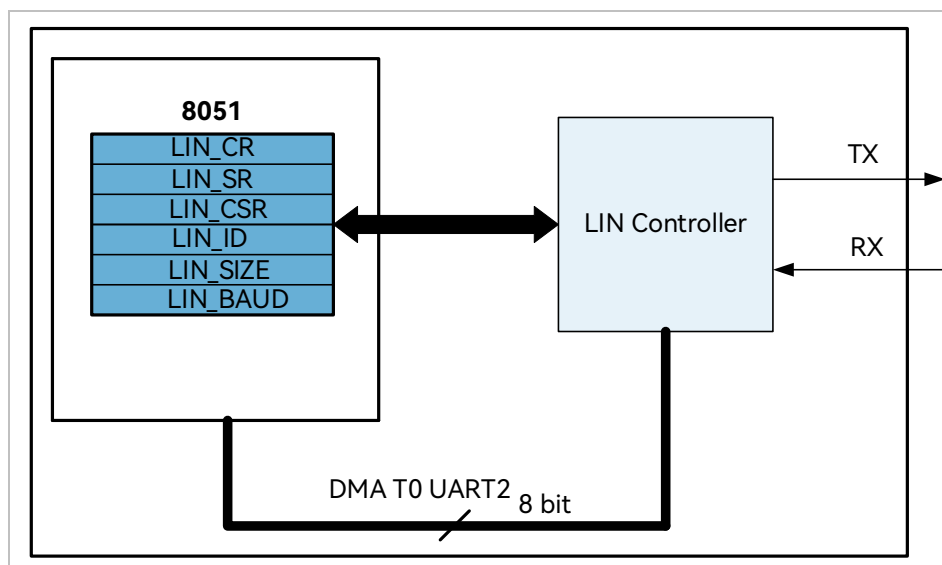 8051
LIN_CR
LIN_SR
LIN_CSR
LIN_ID
LIN_SIZE
LIN_BAUD
LIN Controller
TX
RX
DMA T0 UART2
8 bit